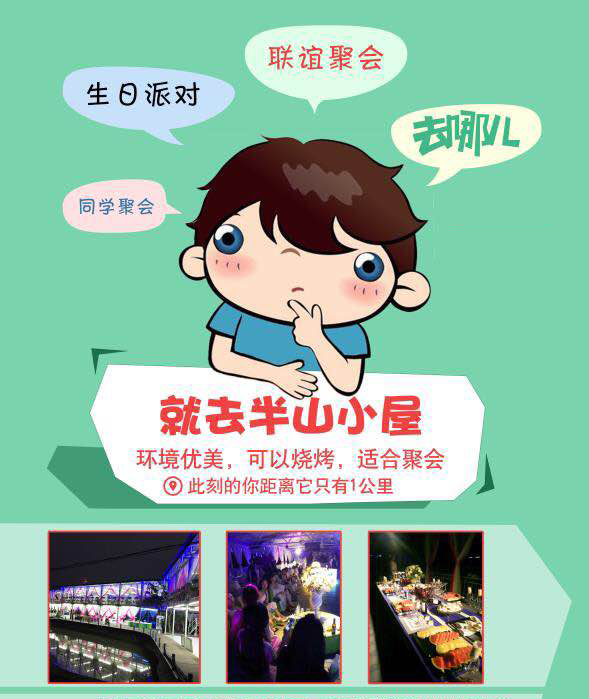 联谊聚会
生日派对
去哪儿
同学聚会
就去半山小屋
环境优美，可以烧烤，适合聚会
此刻的你距离它只有1公里